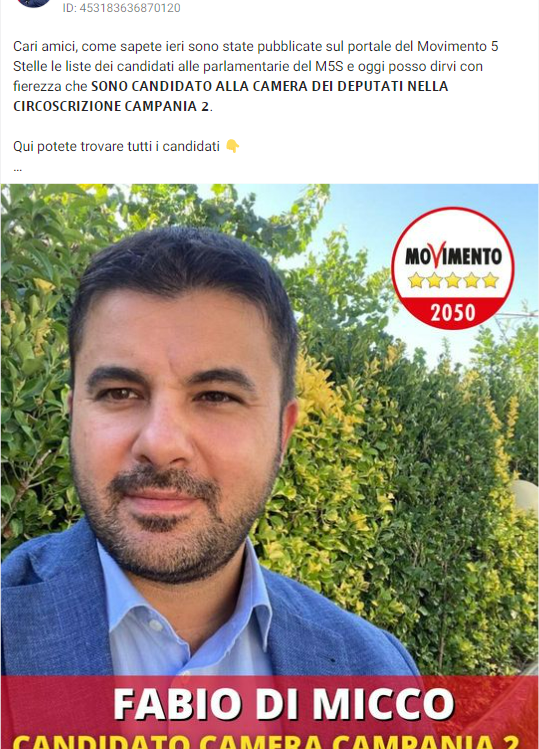 ID: 453183636870120
Cari amici, come sapete ieri sono state pubblicate sul portale del Movimento 5
Stelle le liste dei candidati alle parlamentarie del M5S e oggi posso dirvi con
fierezza che SONO CANDIDATO ALLA CAMERA DEI DEPUTATI NELLA
CIRCOSCRIZIONE CAMPANIA 2.
Qui potete trovare tutti i candidati 👇
...
MOVIMENTO
2050
FABIO DI MICCO
CANDIDATO CAMERA CAMPANIA 2